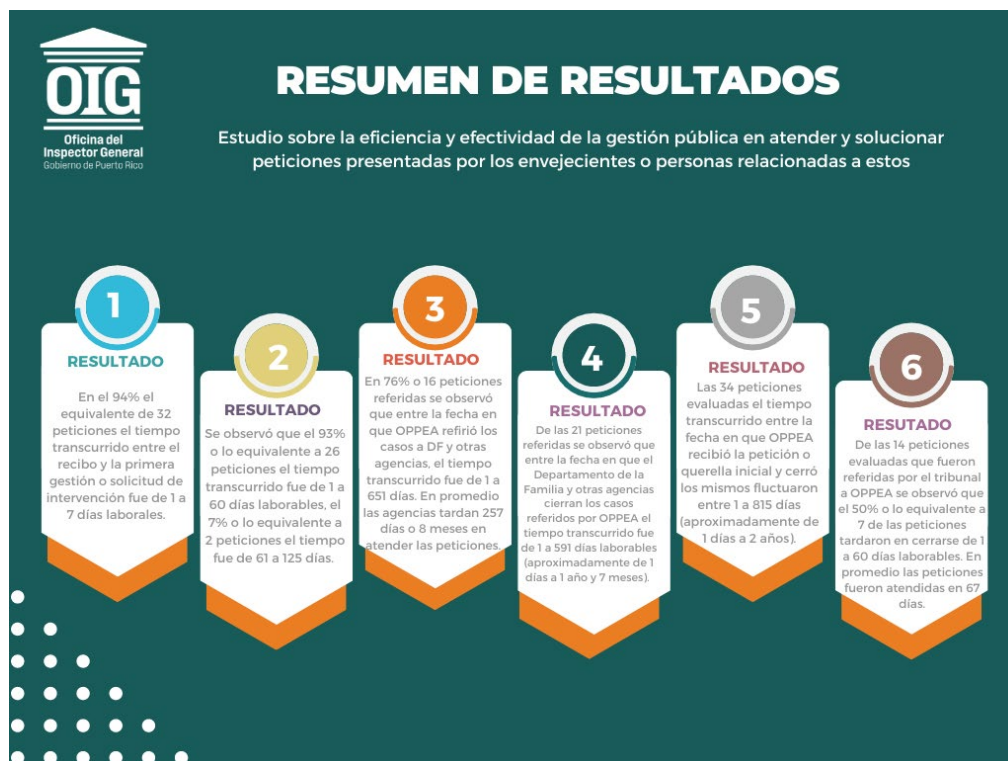 OIG
Oficina del
Inspector General
Gobierno de Puerto Rico
RESUMEN DE RESULTADOS
Estudio sobre la eficiencia y efectividad de la gestión pública en atender y solucionar
peticiones presentadas por los envejecientes o personas relacionadas a estos
1
RESULTADO
En el 94% el
equivalente de 32
peticiones el tiempo
transcurrido entre el
recibo y la primera
gestión o solicitud de
intervención fue de 1 a
7 días laborales.
2
RESULTADO
Se observó que el 93%
o lo equivalente a 26
peticiones el tiempo
transcurrido fue de 1 a
60 días laborables, el
7% o lo equivalente a
2 peticiones el tiempo
fue de 61 a 125 días.
3
RESULTADO
En 76% o 16 peticiones
referidas se observó
que entre la fecha en
que OPPEA refirió los
casos a DF y otras
agencias, el tiempo
transcurrido fue de 1 a
651 días. En promedio
las agencias tardan 257
días o 8 meses en
atender las peticiones.
4
RESULTADO
De las 21 peticiones
referidas se observó que
entre la fecha en que el
Departamento de la
Familia y otras agencias
cierran los casos
referidos por OPPEA el
tiempo transcurrido fue
de 1 a 591 días laborables
(aproximadamente de 1
días a 1 año y 7 meses).
5
RESULTADO
Las 34 peticiones
evaluadas el tiempo
transcurrido entre la
fecha en que OPPEA
recibió la petición o
querella inicial y cerró
los mismos fluctuaron
entre 1 a 815 días
(aproximadamente de
1 días a 2 años).
6
RESUTADO
De las 14 peticiones
evaluadas que fueron
referidas por el tribunal
a OPPEA se observó que
el 50% o lo equivalente a
7 de las peticiones
tardaron en cerrarse de 1
a 60 días laborables. En
promedio las peticiones
fueron atendidas en 67
días.